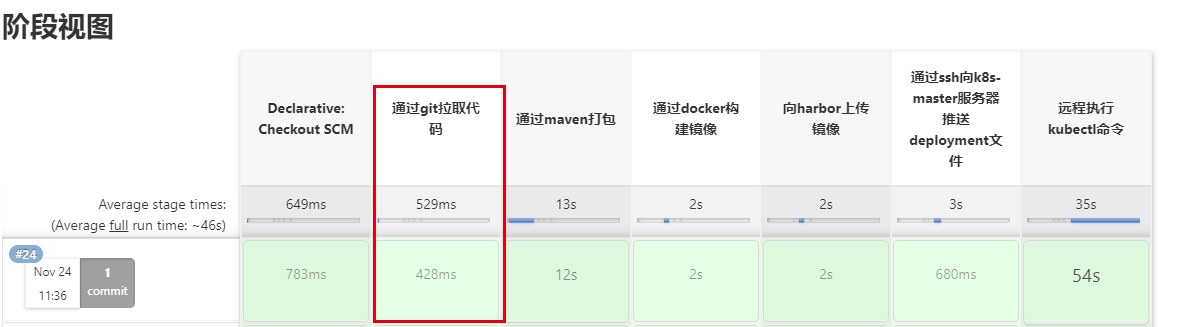 阶段视图
Declarative:
Checkout SCM
通过git拉取代
码
通过maven打包
通过docker构
建镜像
向harbor上传
镜像
通过ssh向k8s-
master服务器
推送
deployment文
件
远程执行
kubectl命令
Average stage times:
(Average full run time: ~46s)
649ms
529ms
13s
2s
2s
3s
35s
#24
Nov 24
11:36
1
commit
783ms
428ms
12s
2s
2s
680ms
54s